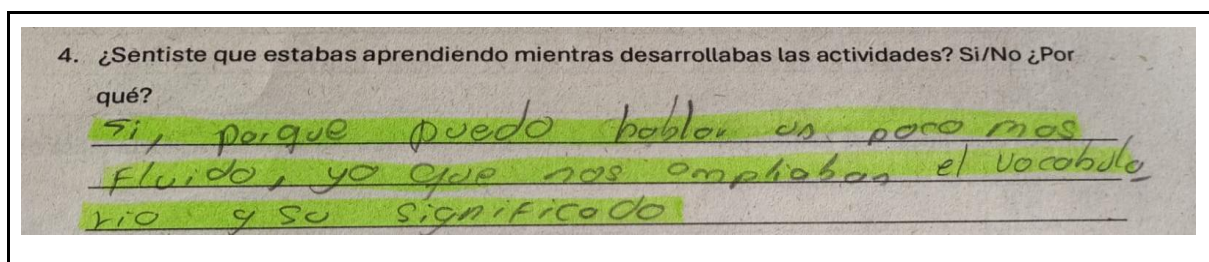 4. ¿Sentiste que estabas aprendiendo mientras desarrollabas las actividades? Si/No ¿Por
qué?
Si, porque puedo hablar un poco mas
Fluido, ya que nos ampliaban el vocabula
rio y su significado